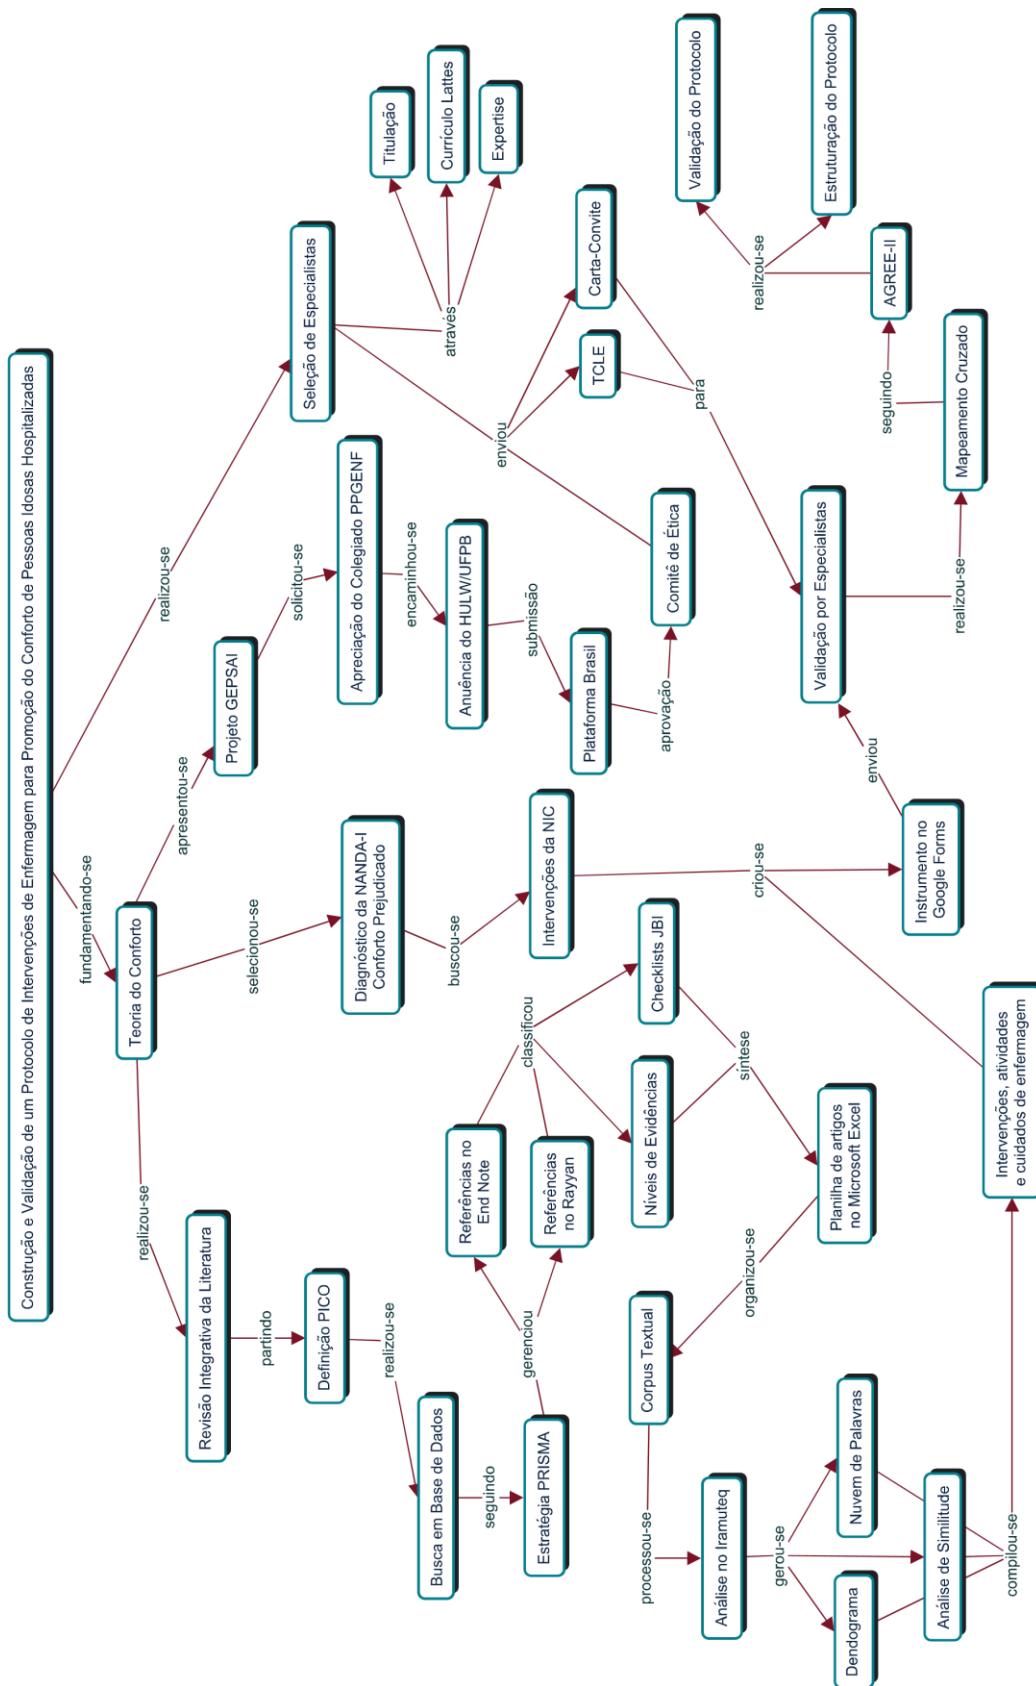 Construção e Validação de um Protocolo de Intervenções de Enfermagem para Promoção do Conforto de Pessoas Idosas Hospitalizadas
fundamentando-se
realizou-se
Teoria do Conforto
realizou-se
selecionou-se
apresentou-se
Revisão Integrativa da Literatura
partindo
Definição PICO
realizou-se
Busca em Base de Dados
seguindo
Estratégia PRISMA
gerenciou
Referências no
End Note
Referências
no Rayyan
classificou
Níveis de Evidências
Checklists JBI
síntese
Planilha de artigos
no Microsoft Excel
organizou-se
Corpus Textual
processou-se
Análise no Iramuteq
gerou-se
Dendograma
Nuvem de Palavras
Análise de Similitude
compilou-se
Intervenções, atividades
e cuidados de enfermagem
Diagnóstico da NANDA-I
Conforto Prejudicado
buscou-se
Intervenções da NIC
criou-se
Instrumento no
Google Forms
enviou
Projeto GEPSAI
solicitou-se
Apreciação do Colegiado PPGENF
encaminhou-se
Anuência do HULW/UFPB
submissão
Plataforma Brasil
aprovação
Comitê de Ética
Seleção de Especialistas
através
Titulação
Currículo Lattes
Expertise
enviou
TCLE
Carta-Convite
para
Validação por Especialistas
realizou-se
Mapeamento Cruzado
seguindo
AGREE-II
realizou-se
Validação do Protocolo
Estruturação do Protocolo